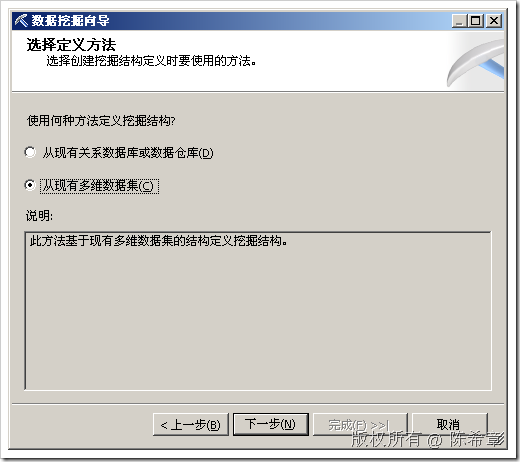 数据挖掘向导
选择定义方法
选择创建挖掘结构定义时要使用的方法。
使用何种方法定义挖掘结构?
从现有关系数据库或数据仓库(D)
从现有多维数据集(C)
说明:
此方法基于现有多维数据集的结构定义挖掘结构。
< 上一步(B) 下一步(N) 完成(F) >>| 取消
版权所有 @ 陈希章